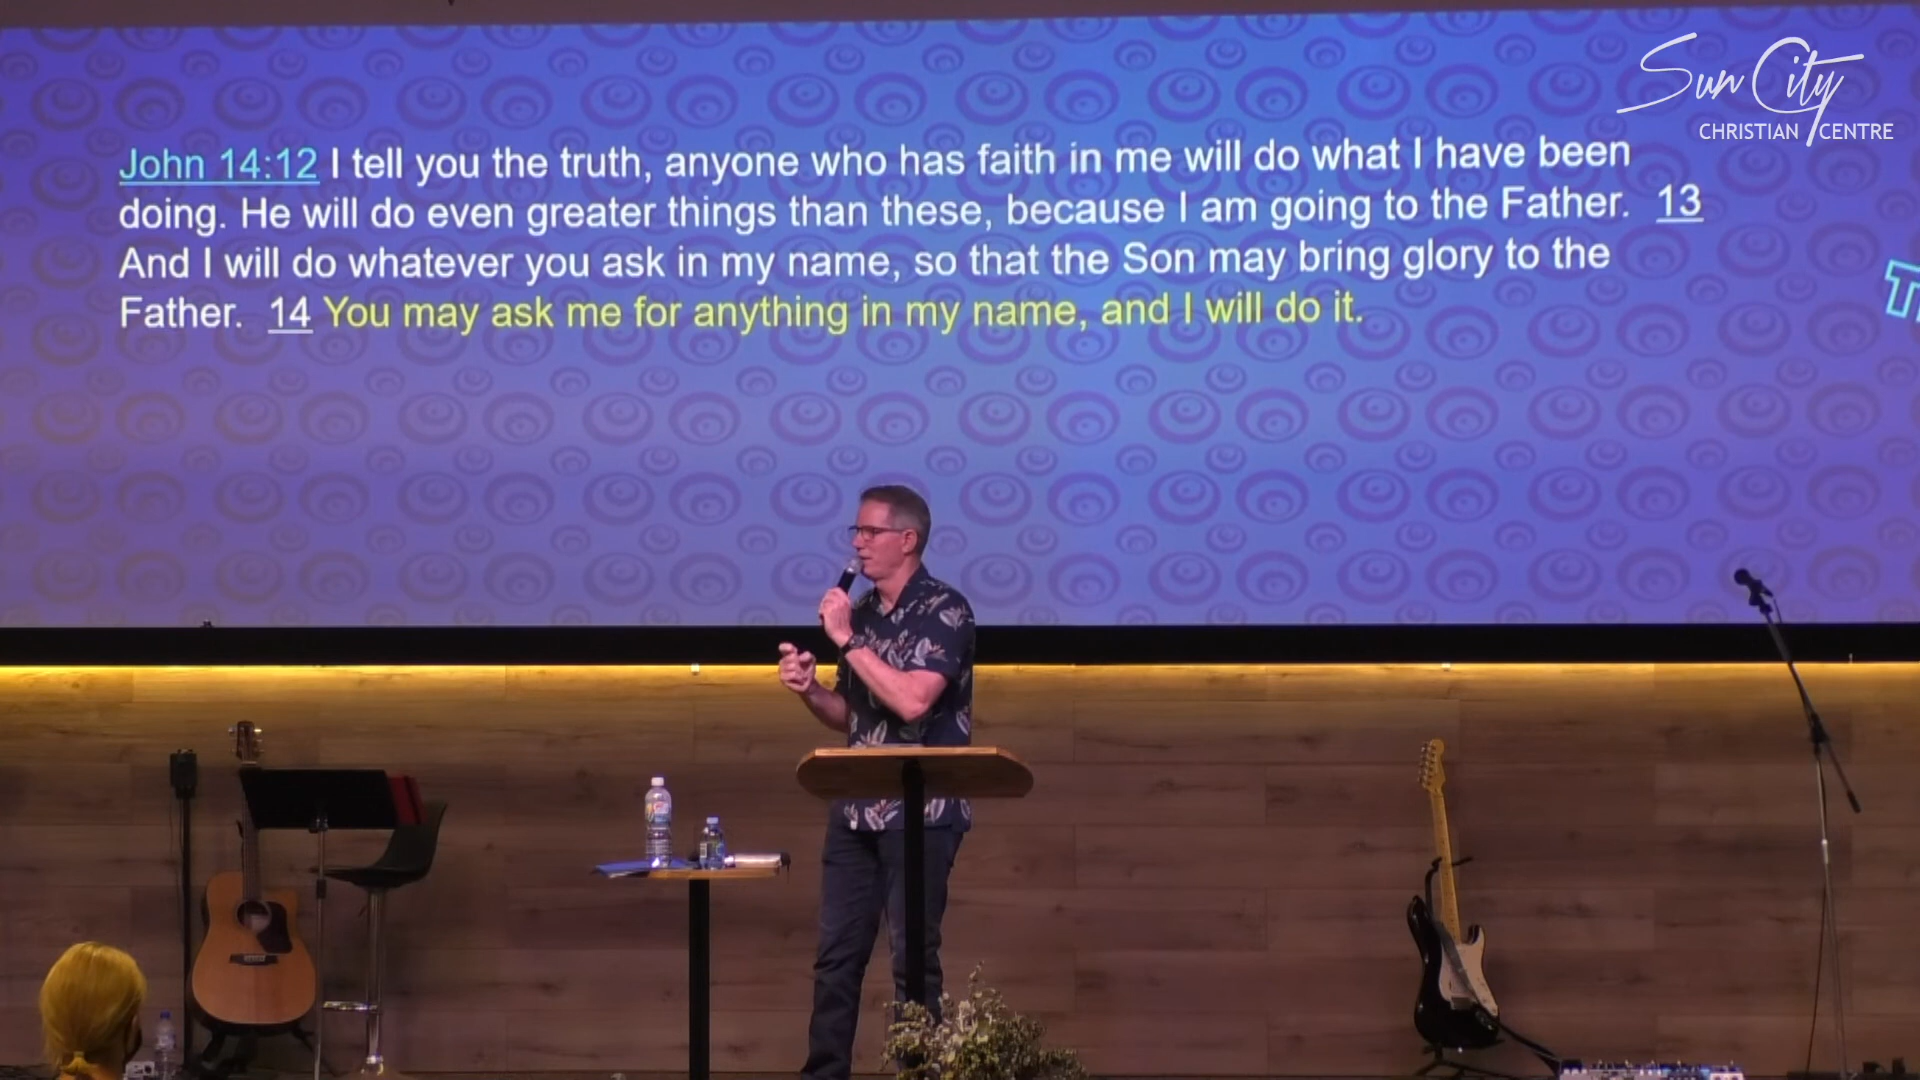 Sun City
CHRISTIAN CENTRE
John 14:12 I tell you the truth, anyone who has faith in me will do what I have been
doing. He will do even greater things than these, because I am going to the Father. 13
And I will do whatever you ask in my name, so that the Son may bring glory to the
Father. 14 You may ask me for anything in my name, and I will do it.